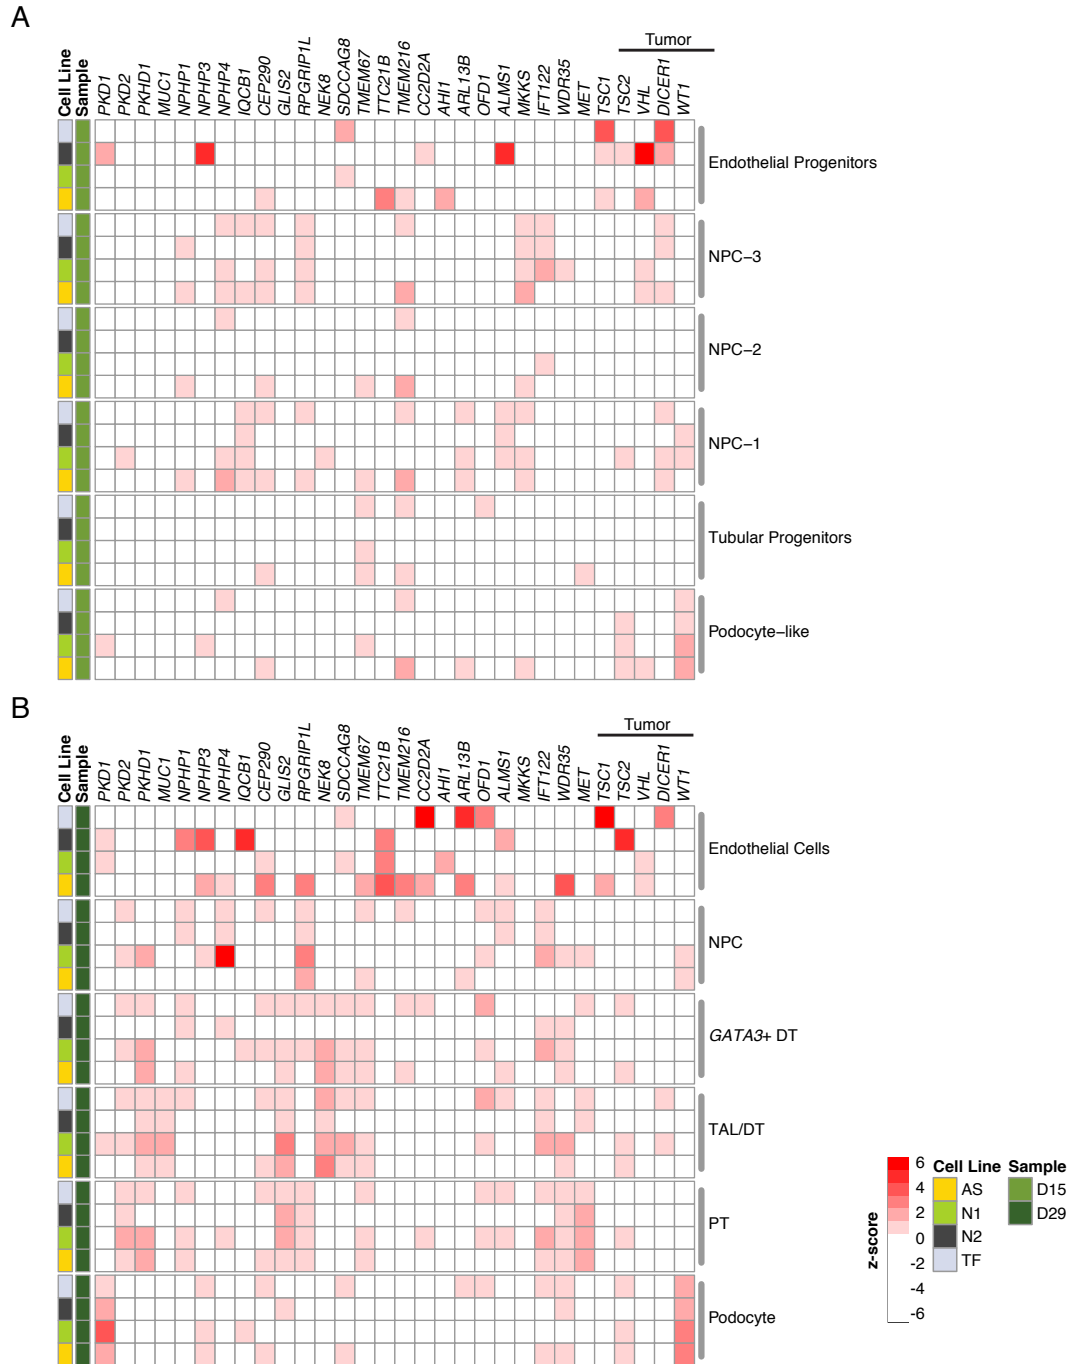 A
Tumor
Cell Line
Sample
PKD1
PKD2
PKHD1
MUC1
NPHP1
NPHP3
NPHP4
IQCB1
CEP290
GLIS2
RPGRIP1L
NEK8
SDCCAG8
TMEM67
TTC21B
TMEM216
CC2D2A
AHI1
ARL13B
OFD1
ALMS1
MKKS
IFT122
WDR35
MET
TSC1
TSC2
VHL
DICER1
WT1
Endothelial Progenitors
NPC−3
NPC−2
NPC−1
Tubular Progenitors
Podocyte−like
B
Tumor
Cell Line
Sample
PKD1
PKD2
PKHD1
MUC1
NPHP1
NPHP3
NPHP4
IQCB1
CEP290
GLIS2
RPGRIP1L
NEK8
SDCCAG8
TMEM67
TTC21B
TMEM216
CC2D2A
AHI1
ARL13B
OFD1
ALMS1
MKKS
IFT122
WDR35
MET
TSC1
TSC2
VHL
DICER1
WT1
Endothelial Cells
NPC
GATA3+ DT
TAL/DT
PT
Podocyte
z-score
6
4
2
0
-2
-4
-6
Cell Line
AS
N1
N2
TF
Sample
D15
D29